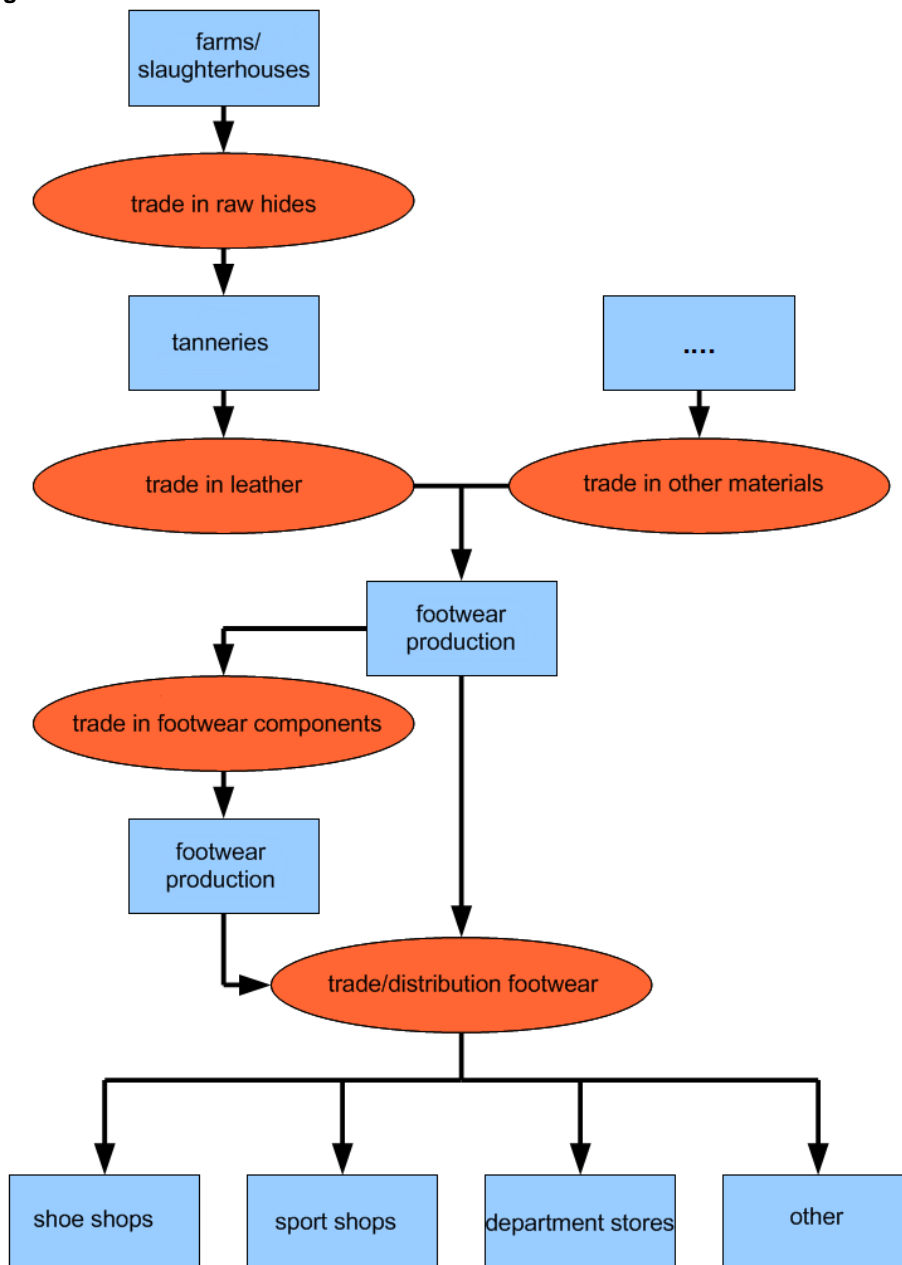 g
farms/
slaughterhouses
trade in raw hides
tanneries
....
trade in leather
trade in other materials
footwear
production
trade in footwear components
footwear
production
trade/distribution footwear
shoe shops
sport shops
department stores
other